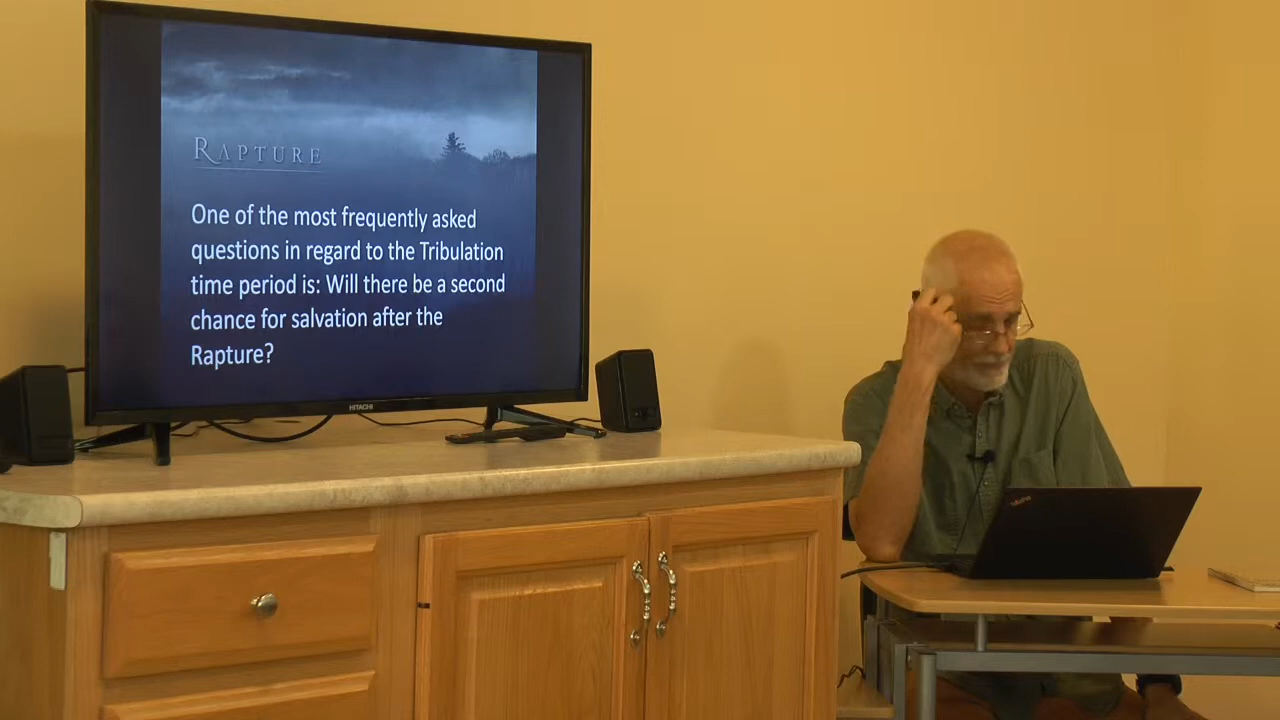 RAPTURE
One of the most frequently asked
questions in regard to the Tribulation
time period is: Will there be a second
chance for salvation after the
Rapture?
HITACHI
ThinkPad